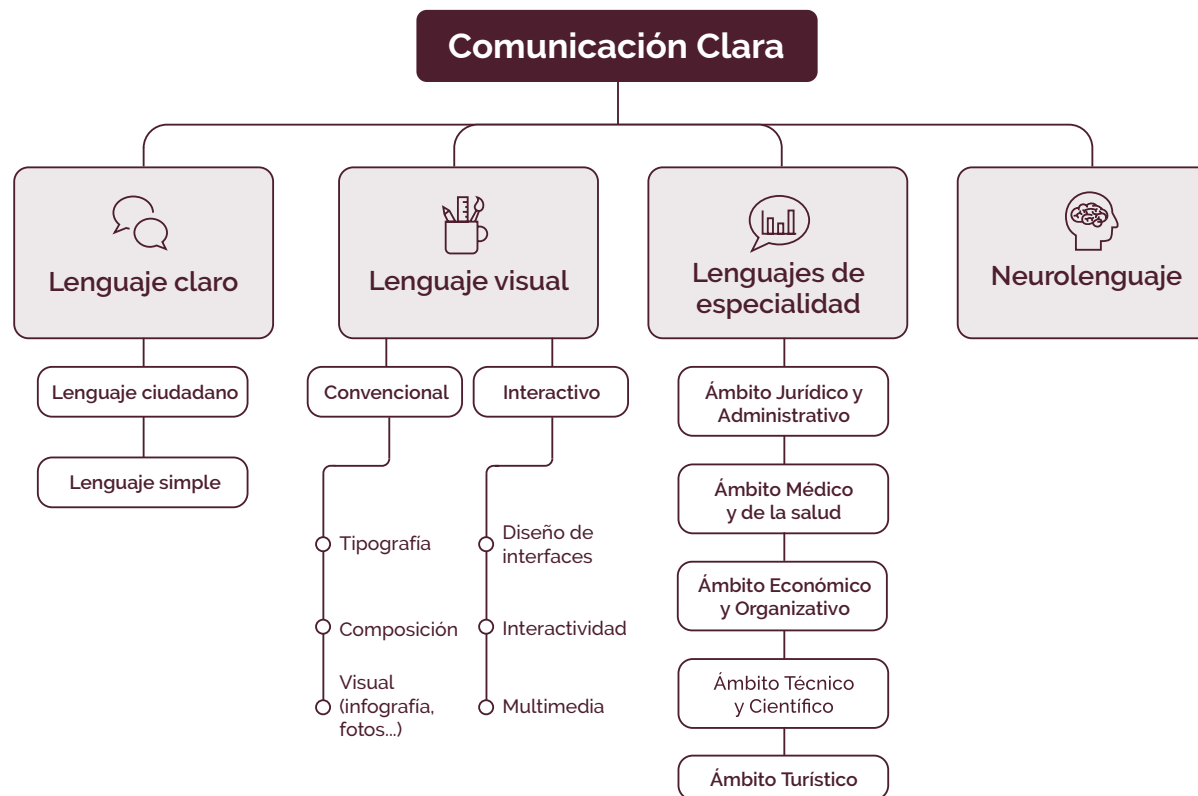 Comunicación Clara
Lenguaje claro
Lenguaje ciudadano
Lenguaje simple
Lenguaje visual
Convencional
Tipografía
Composición
Visual
(infografía,
fotos...)
Interactivo
Diseño de
interfaces
Interactividad
Multimedia
Lenguajes de
especialidad
Ámbito Jurídico y
Administrativo
Ámbito Médico
y de la salud
Ámbito Económico
y Organizativo
Ámbito Técnico
y Científico
Ámbito Turístico
Neurolenguaje